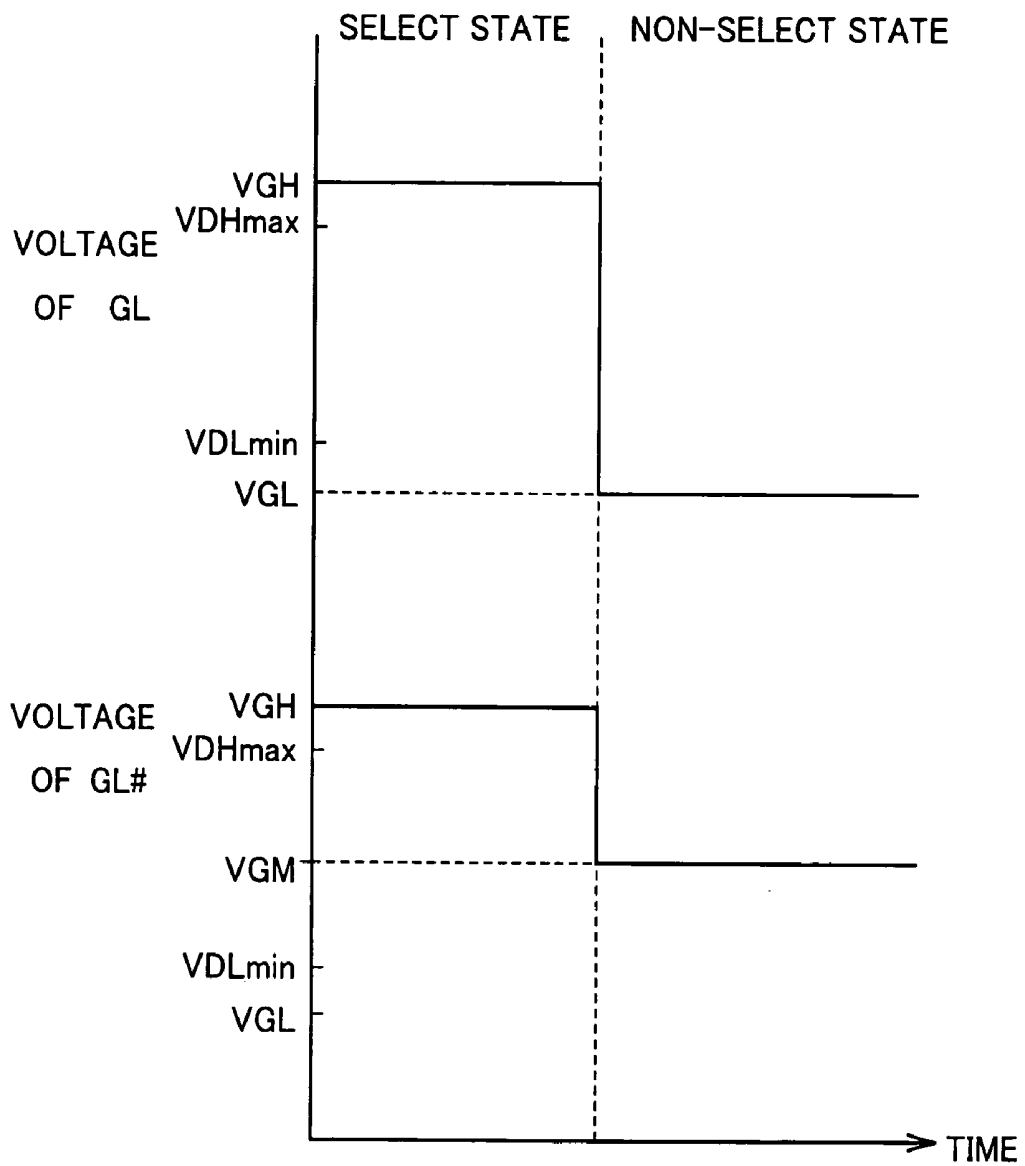 SELECT STATE
NON-SELECT STATE
VGH
VDHmax
VOLTAGE
OF GL
VDLmin
VGL
VGH
VOLTAGE
VDHmax
OF GL#
VGM
VDLmin
VGL
TIME